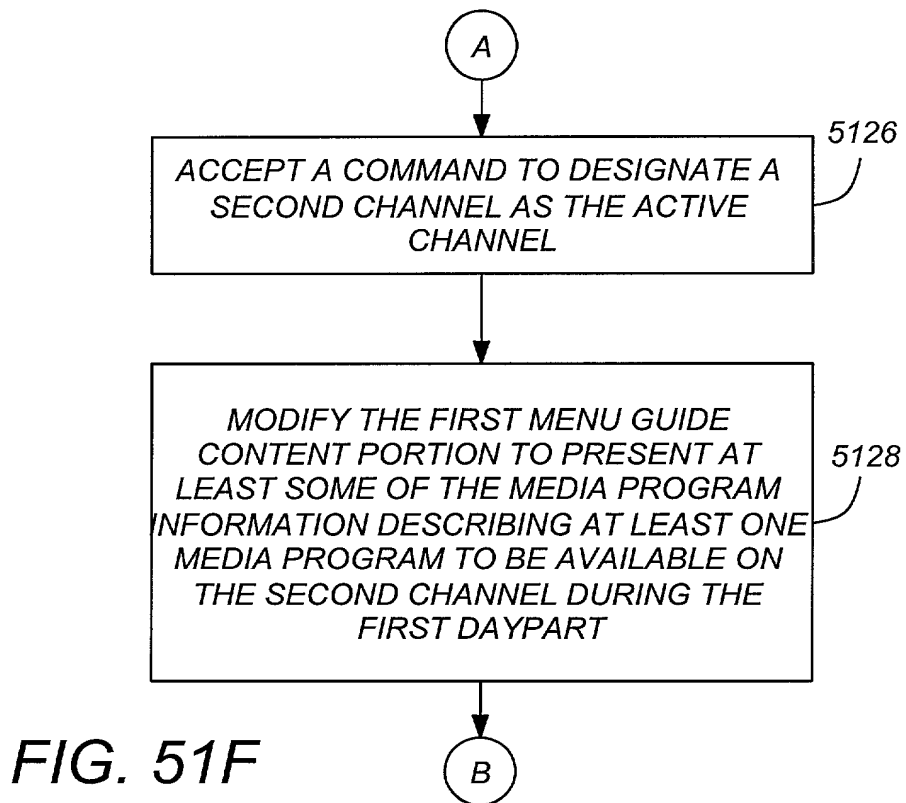 A
5126
ACCEPT A COMMAND TO DESIGNATE A
SECOND CHANNEL AS THE ACTIVE
CHANNEL
MODIFY THE FIRST MENU GUIDE
CONTENT PORTION TO PRESENT AT
LEAST SOME OF THE MEDIA PROGRAM
INFORMATION DESCRIBING AT LEAST ONE
MEDIA PROGRAM TO BE AVAILABLE ON
THE SECOND CHANNEL DURING THE
FIRST DAYPART
5128
FIG. 51F
B